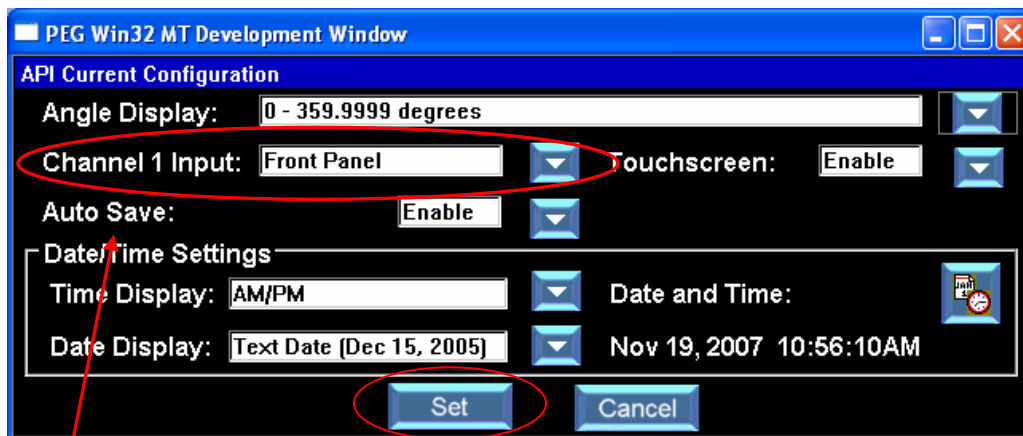 PEG Win32 MT Development Window
API Current Configuration
Angle Display: 0 - 359.9999 degrees
Channel 1 Input: Front Panel Touchscreen: Enable
Auto Save: Enable
Date/Time Settings
Time Display: AM/PM Date and Time:
JAN 1
Date Display: Text Date (Dec 15, 2005) Nov 19, 2007 10:56:10AM
Set Cancel